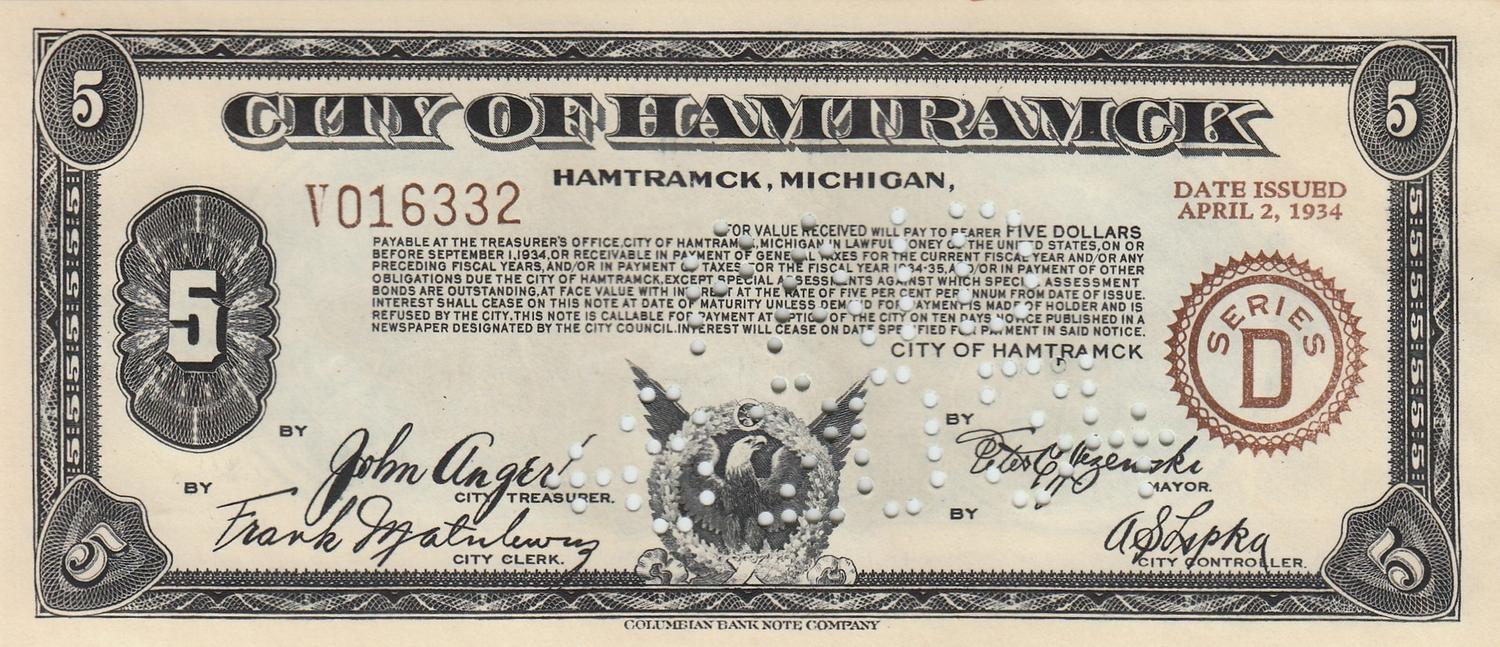 5 5
CITY OF HAMTRAMCK
HAMTRAMCK, MICHIGAN,
V016332
DATE ISSUED
APRIL 2, 1934
FOR VALUE RECEIVED WILL PAY TO BEARER FIVE DOLLARS
PAYABLE AT THE TREASURER'S OFFICE, CITY OF HAMTRAMCK, MICHIGAN IN LAWFUL MONEY OF THE UNITED STATES, ON OR
BEFORE SEPTEMBER 1, 1934, OR RECEIVABLE IN PAYMENT OF GENERAL TAXES FOR THE CURRENT FISCAL YEAR AND/OR ANY
PRECEDING FISCAL YEARS, AND/OR IN PAYMENT OF TAXES FOR THE FISCAL YEAR 1934-35, AND/OR IN PAYMENT OF OTHER
OBLIGATIONS DUE THE CITY OF HAMTRAMCK, EXCEPT SPECIAL ASSESSMENTS AGAINST WHICH SPECIAL ASSESSMENT
BONDS ARE OUTSTANDING, AT FACE VALUE WITH INTEREST AT THE RATE OF FIVE PER CENT PER ANNUM FROM DATE OF ISSUE.
INTEREST SHALL CEASE ON THIS NOTE AT DATE OF MATURITY UNLESS DEMAND FOR PAYMENT IS MADE OF HOLDER AND IS
REFUSED BY THE CITY. THIS NOTE IS CALLABLE FOR PAYMENT AT OPTION OF THE CITY ON TEN DAYS NOTICE PUBLISHED IN A
NEWSPAPER DESIGNATED BY THE CITY COUNCIL. INTEREST WILL CEASE ON DATE SPECIFIED FOR PAYMENT IN SAID NOTICE.
CITY OF HAMTRAMCK
5
SERIES
D
BY John Anger
CITY TREASURER.
BY Peter C
MAYOR.
BY Frank
CITY CLERK.
BY A S Lepka
CITY CONTROLLER.
5 5
COLUMBIAN BANK NOTE COMPANY